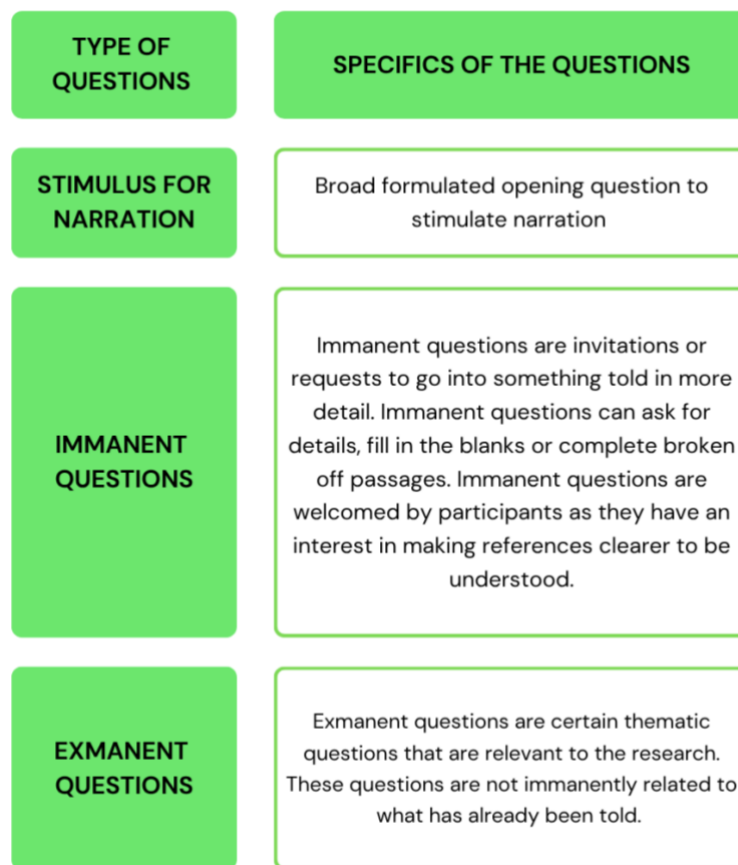 TYPE OF
QUESTIONS
SPECIFICS OF THE QUESTIONS
STIMULUS FOR
NARRATION
Broad formulated opening question to
stimulate narration
IMMANENT
QUESTIONS
Immanent questions are invitations or
requests to go into something told in more
detail. Immanent questions can ask for
details, fill in the blanks or complete broken
off passages. Immanent questions are
welcomed by participants as they have an
interest in making references clearer to be
understood.
EXMANENT
QUESTIONS
Exmanent questions are certain thematic
questions that are relevant to the research.
These questions are not immanently related to
what has already been told.